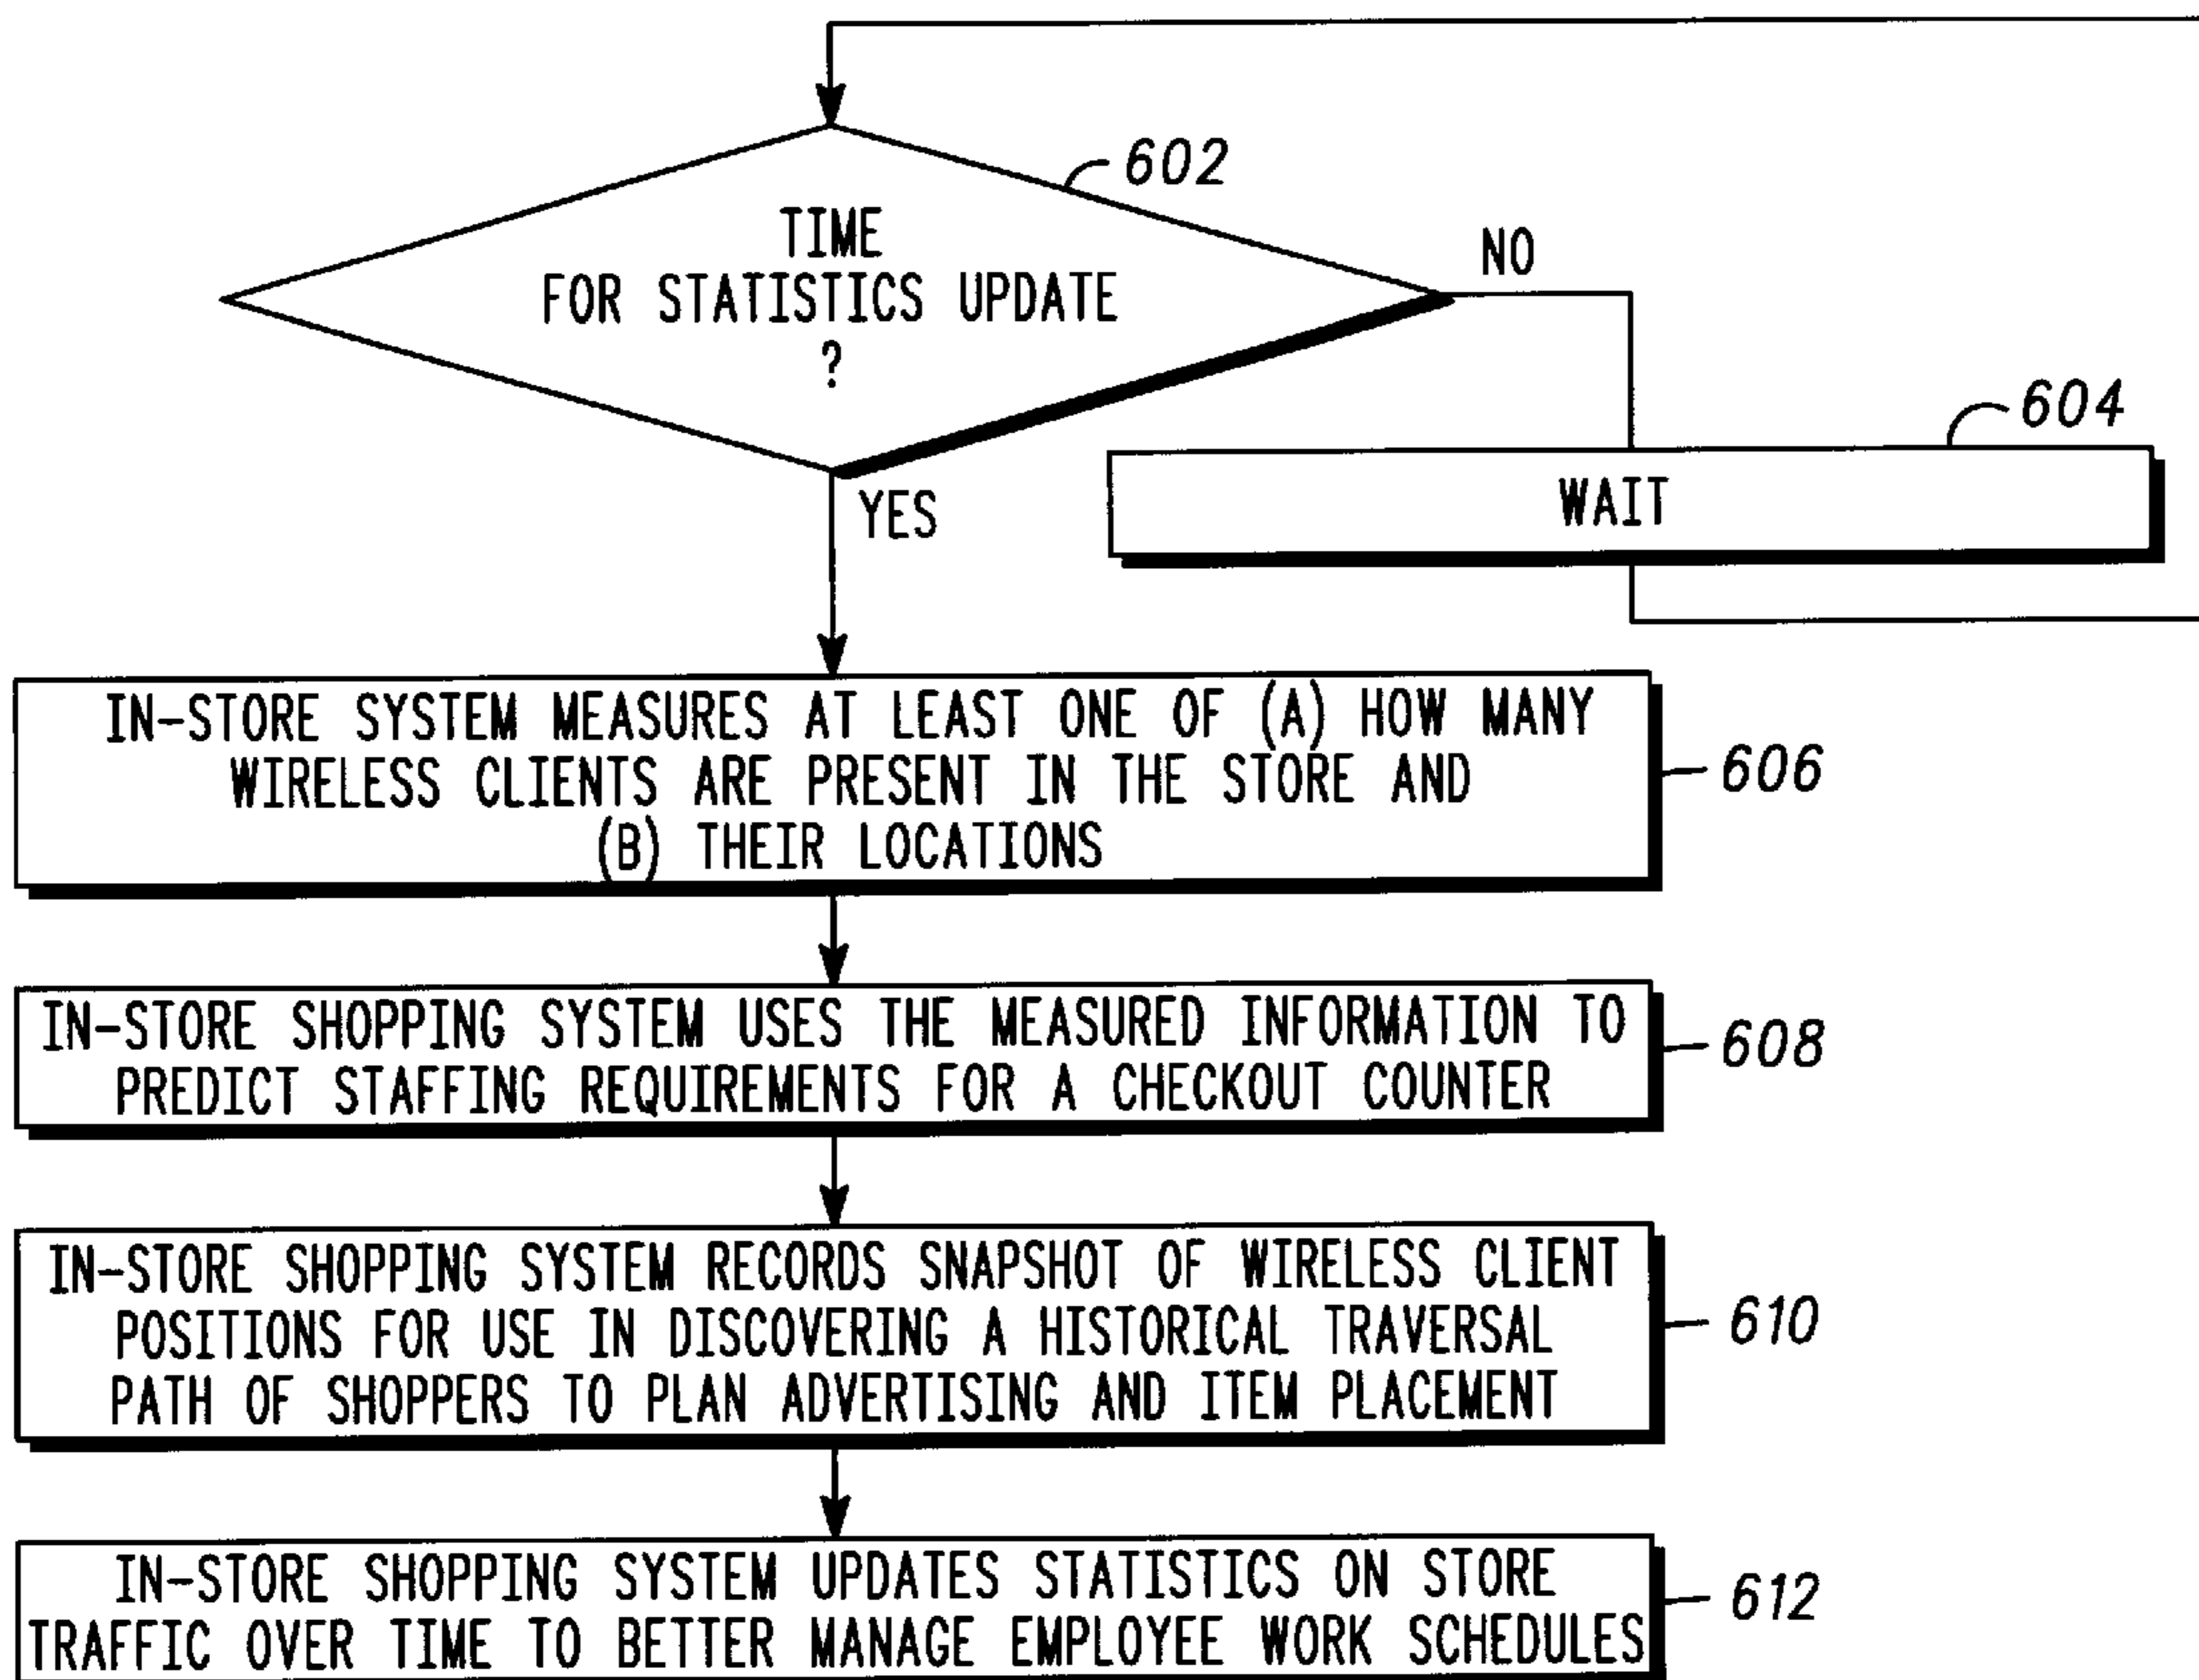 602
TIME
FOR STATISTICS UPDATE
?
NO
YES
604
WAIT
IN-STORE SYSTEM MEASURES AT LEAST ONE OF (A) HOW MANY
WIRELESS CLIENTS ARE PRESENT IN THE STORE AND
(B) THEIR LOCATIONS
606
IN-STORE SHOPPING SYSTEM USES THE MEASURED INFORMATION TO
PREDICT STAFFING REQUIREMENTS FOR A CHECKOUT COUNTER
608
IN-STORE SHOPPING SYSTEM RECORDS SNAPSHOT OF WIRELESS CLIENT
POSITIONS FOR USE IN DISCOVERING A HISTORICAL TRAVERSAL
PATH OF SHOPPERS TO PLAN ADVERTISING AND ITEM PLACEMENT
610
IN-STORE SHOPPING SYSTEM UPDATES STATISTICS ON STORE
TRAFFIC OVER TIME TO BETTER MANAGE EMPLOYEE WORK SCHEDULES
612